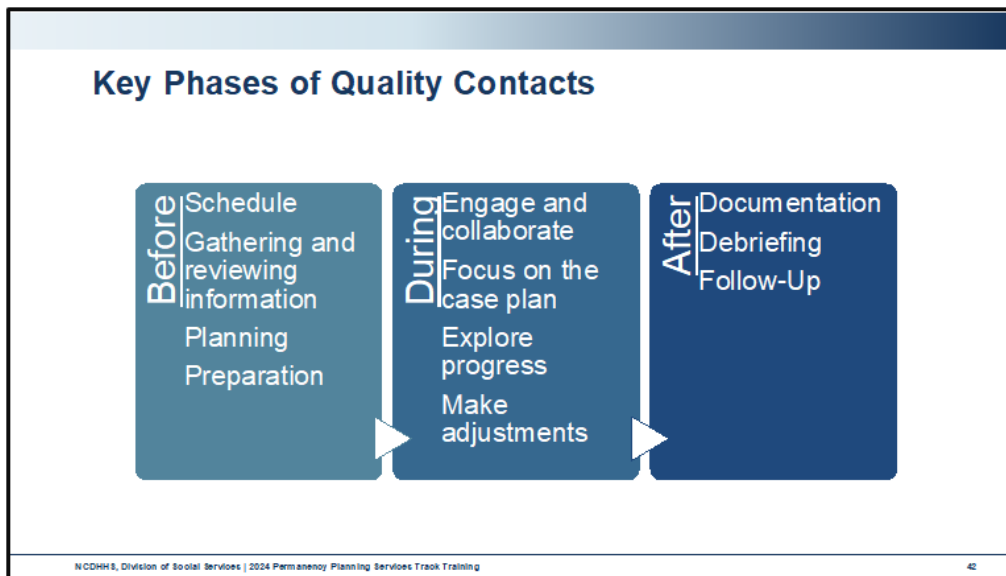 Key Phases of Quality Contacts
Before
Schedule
Gathering and
reviewing
information
Planning
Preparation
During
Engage and
collaborate
Focus on the
case plan
Explore
progress
Make
adjustments
After
Documentation
Debriefing
Follow-Up
NCDHHS, Division of Social Services | 2024 Permanency Planning Services Track Training
42